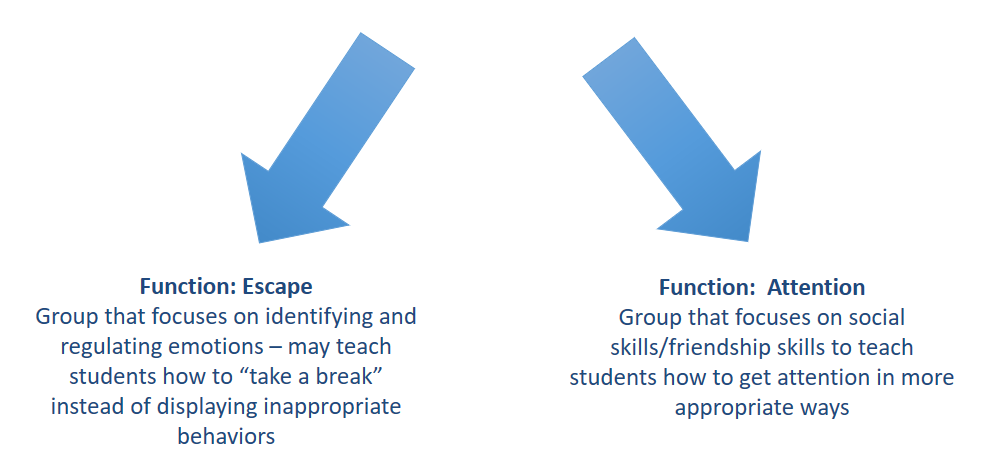 Function: Escape
Group that focuses on identifying and
regulating emotions – may teach
students how to “take a break”
instead of displaying inappropriate
behaviors
Function:  Attention
Group that focuses on social
skills/friendship skills to teach
students how to get attention in more
appropriate ways